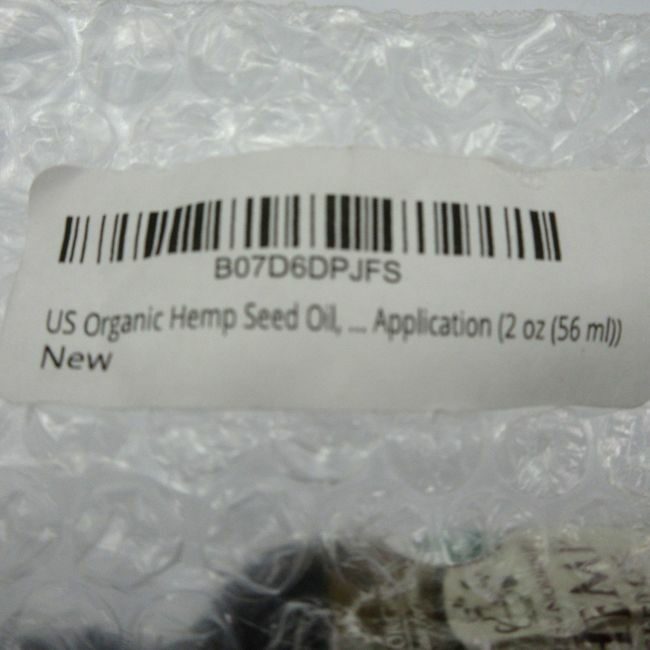 B07D6DPJFS
US Organic Hemp Seed Oil, ... Application (2 oz (56 ml))
New